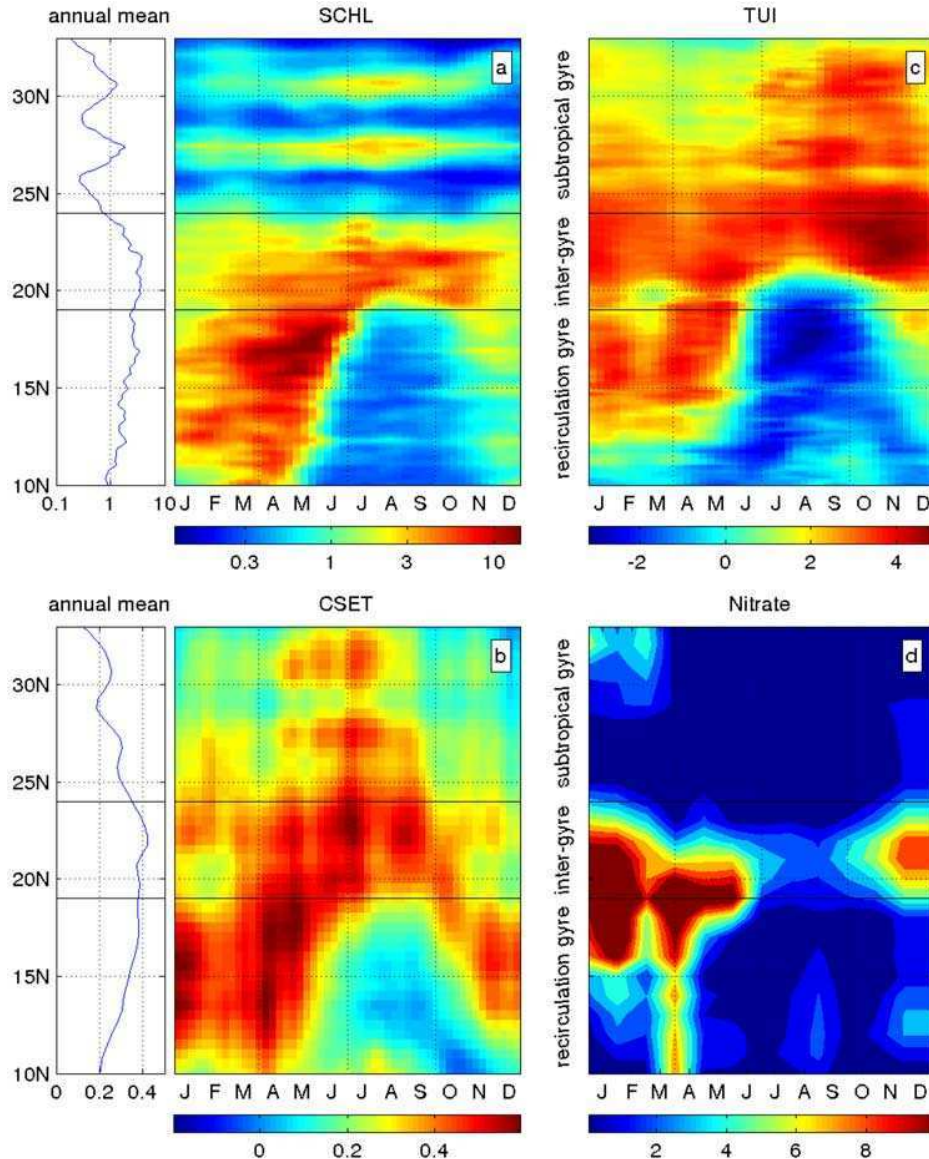 annual mean
SCHL
TUI
a
c
30N
25N
20N
15N
10N
0.1
1
10
J F M A M J J A S O N D
0.3
1
3
10
subtropical gyre
inter-gyre
recirculation gyre
J F M A M J J A S O N D
-2
0
2
4
annual mean
CSET
Nitrate
b
d
30N
25N
20N
15N
10N
0
0.2
0.4
J F M A M J J A S O N D
0
0.2
0.4
subtropical gyre
inter-gyre
recirculation gyre
J F M A M J J A S O N D
2
4
6
8